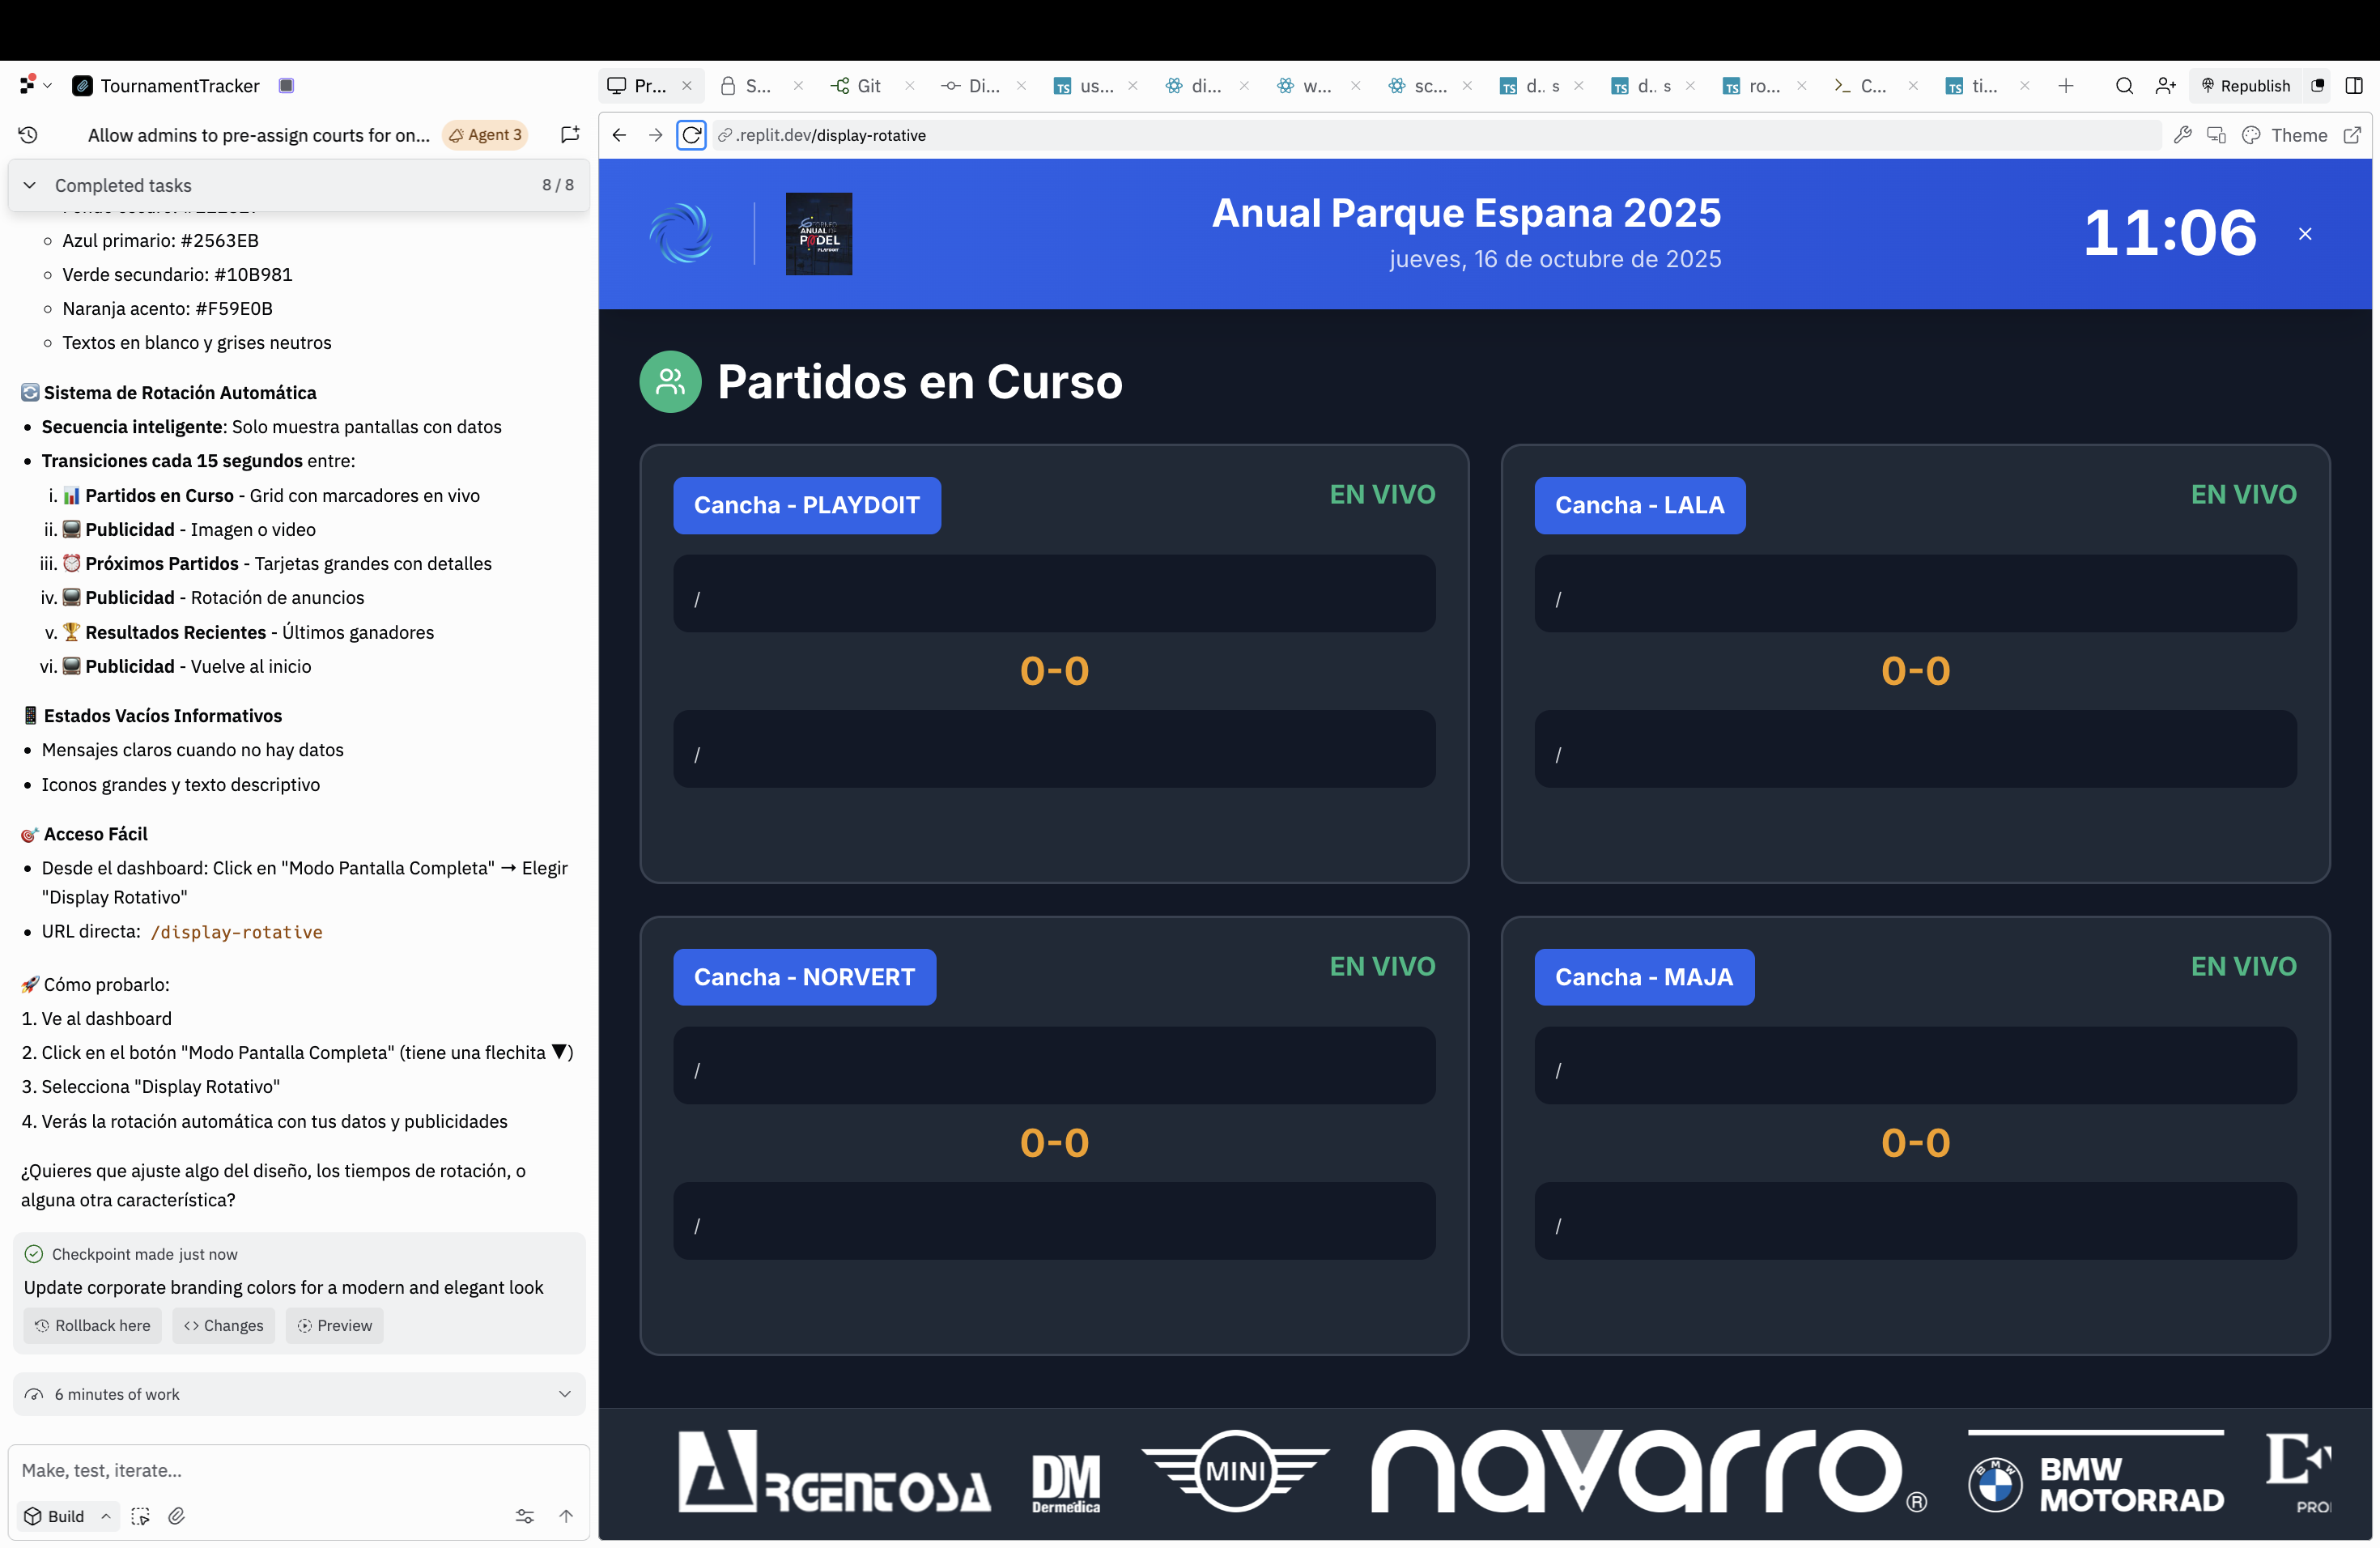 TournamentTracker
Pr...
S...
Git
Di...
us...
di...
w...
sc...
d.. s
d.. s
ro...
C...
ti...
Republish
Allow admins to pre-assign courts for on...
Agent 3
.replit.dev/display-rotative
Theme
Completed tasks
8 / 8
Azul primario: #2563EB
Verde secundario: #10B981
Naranja acento: #F59E0B
Textos en blanco y grises neutros
Sistema de Rotación Automática
Secuencia inteligente: Solo muestra pantallas con datos
Transiciones cada 15 segundos entre:
i. Partidos en Curso - Grid con marcadores en vivo
ii. Publicidad - Imagen o video
iii. Próximos Partidos - Tarjetas grandes con detalles
iv. Publicidad - Rotación de anuncios
v. Resultados Recientes - Últimos ganadores
vi. Publicidad - Vuelve al inicio
Estados Vacíos Informativos
Mensajes claros cuando no hay datos
Iconos grandes y texto descriptivo
Acceso Fácil
Desde el dashboard: Click en "Modo Pantalla Completa" → Elegir
"Display Rotativo"
URL directa: /display-rotative
Cómo probarlo:
1. Ve al dashboard
2. Click en el botón "Modo Pantalla Completa" (tiene una flechita ▼)
3. Selecciona "Display Rotativo"
4. Verás la rotación automática con tus datos y publicidades
¿Quieres que ajuste algo del diseño, los tiempos de rotación, o
alguna otra característica?
Checkpoint made just now
Update corporate branding colors for a modern and elegant look
Rollback here
Changes
Preview
6 minutes of work
Make, test, iterate...
Build
ANUAL
PADEL
Anual Parque Espana 2025
jueves, 16 de octubre de 2025
11:06
Partidos en Curso
Cancha - PLAYDOIT
EN VIVO
/
0-0
/
Cancha - LALA
EN VIVO
/
0-0
/
Cancha - NORVERT
EN VIVO
/
0-0
/
Cancha - MAJA
EN VIVO
/
0-0
/
ARGENTOSA
DM
Dermédica
MINI
navarro®
BMW
BMW
MOTORRAD
PRO